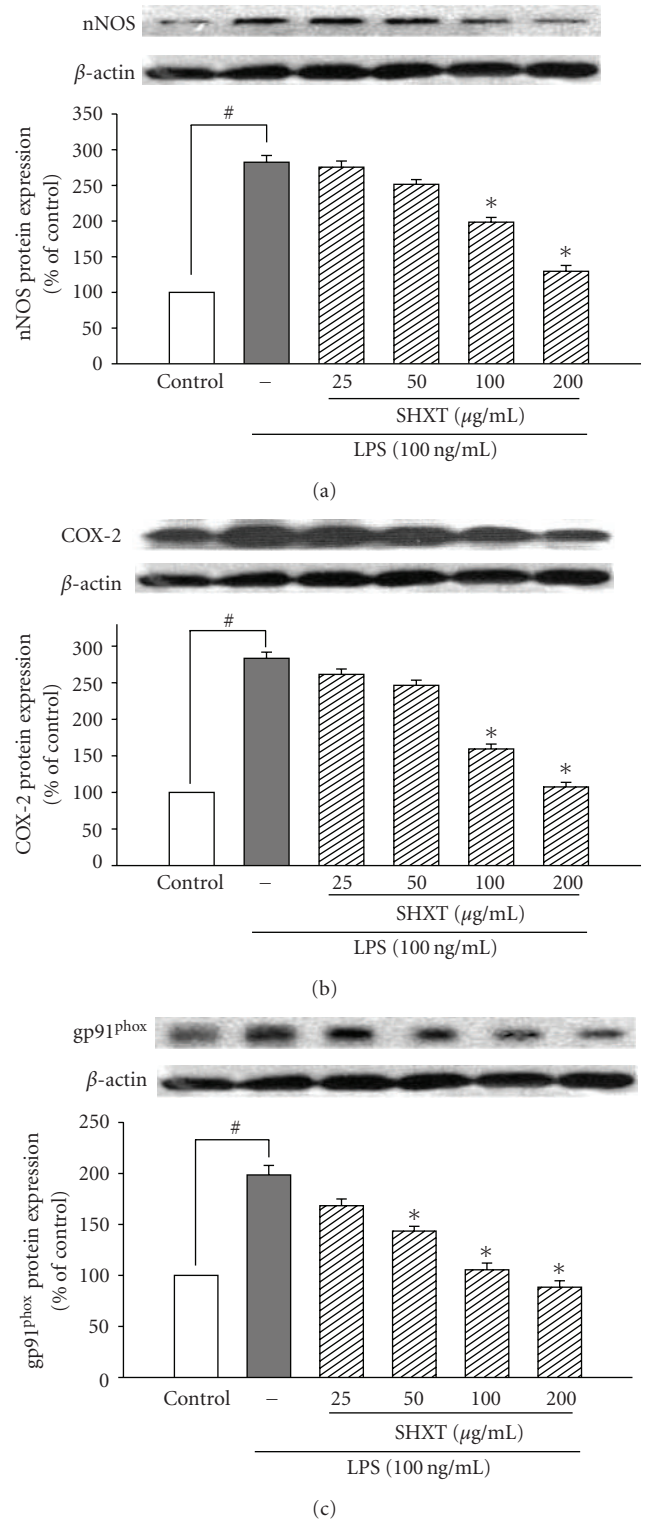 nNOS
β-actin
350
300
250
200
150
100
50
0
nNOS protein expression
(% of control)
#
*
*
Control – 25 50 100 200
SHXT (μg/mL)
LPS (100 ng/mL)
(a)
COX-2
β-actin
300
250
200
150
100
50
0
COX-2 protein expression
(% of control)
#
*
*
Control – 25 50 100 200
SHXT (μg/mL)
LPS (100 ng/mL)
(b)
gp91phox
β-actin
250
200
150
100
50
0
gp91phox protein expression
(% of control)
#
*
*
*
Control – 25 50 100 200
SHXT (μg/mL)
LPS (100 ng/mL)
(c)